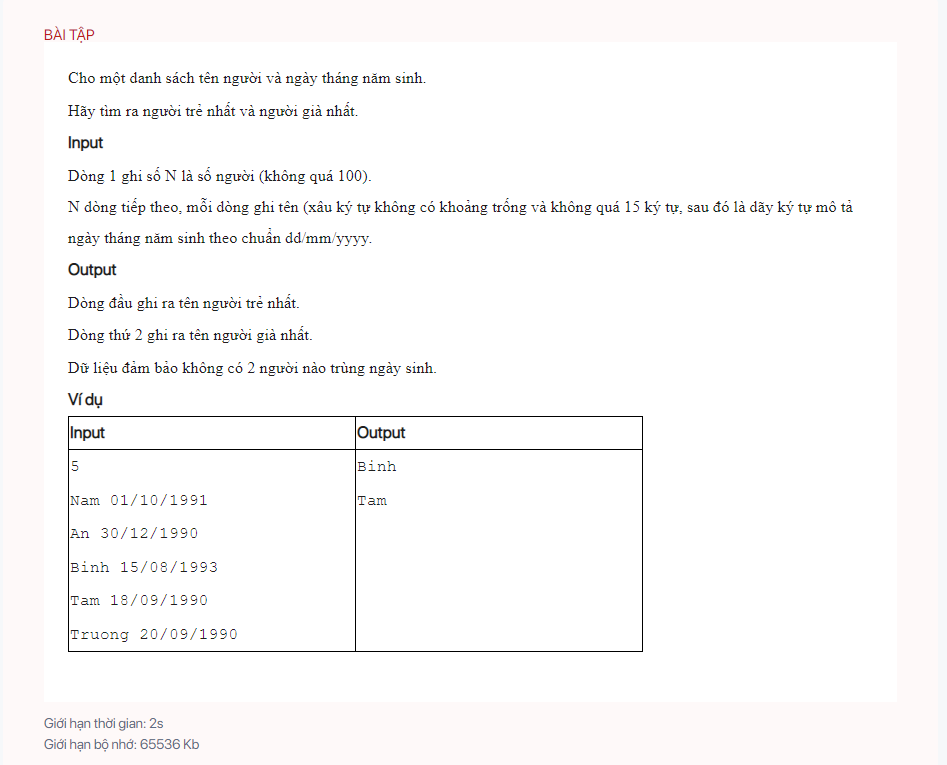 BÀI TẬP
Cho một danh sách tên người và ngày tháng năm sinh.
Hãy tìm ra người trẻ nhất và người già nhất.
Input
Dòng 1 ghi số N là số người (không quá 100).
N dòng tiếp theo, mỗi dòng ghi tên (xâu ký tự không có khoảng trống và không quá 15 ký tự, sau đó là dãy ký tự mô tả
ngày tháng năm sinh theo chuẩn dd/mm/yyyy.
Output
Dòng đầu ghi ra tên người trẻ nhất.
Dòng thứ 2 ghi ra tên người già nhất.
Dữ liệu đảm bảo không có 2 người nào trùng ngày sinh.
Ví dụ
Input Output
5 Binh
Nam 01/10/1991 Tam
An 30/12/1990
Binh 15/08/1993
Tam 18/09/1990
Truong 20/09/1990
Giới hạn thời gian: 2s
Giới hạn bộ nhớ: 65536 Kb